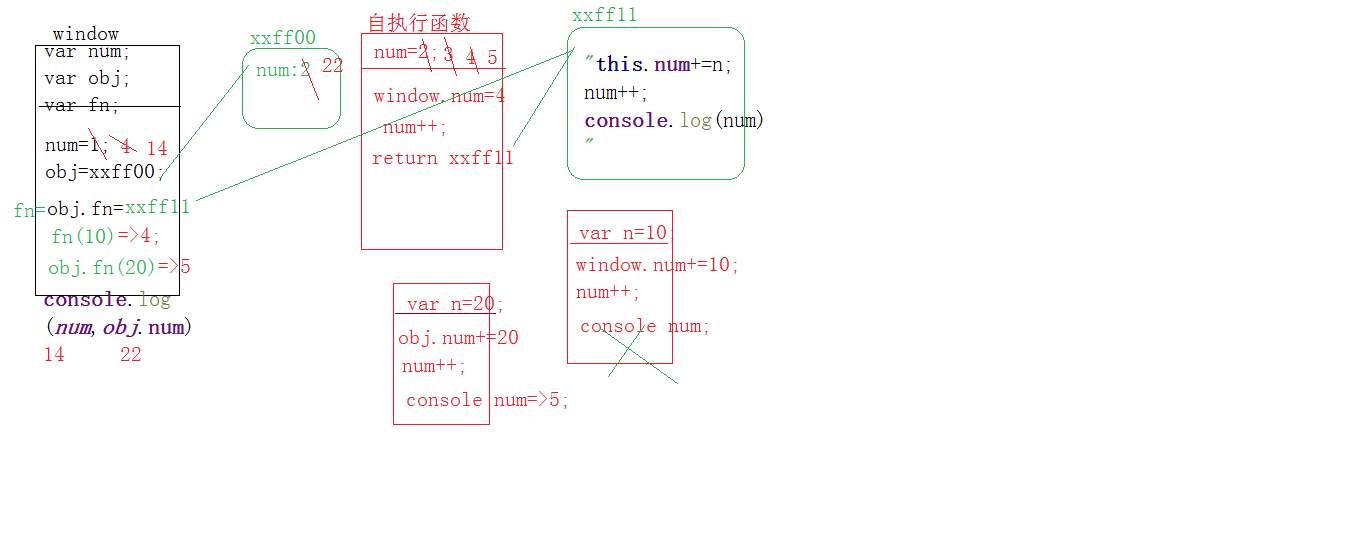 window
var num;
var obj;
var fn;
num=1; 4 14
obj=xxff00;
fn=obj.fn=xxff11
fn(10)=>4;
obj.fn(20)=>5
console.log
(num,obj.num)
14 22
xxff00
num:2 22
自执行函数
num=2; 3 4 5
window.num=4
num++;
return xxff11
xxff11
"this.num+=n;
num++;
console.log(num)
"
var n=20;
obj.num+=20
num++;
console num=>5;
var n=10;
window.num+=10;
num++;
console num;